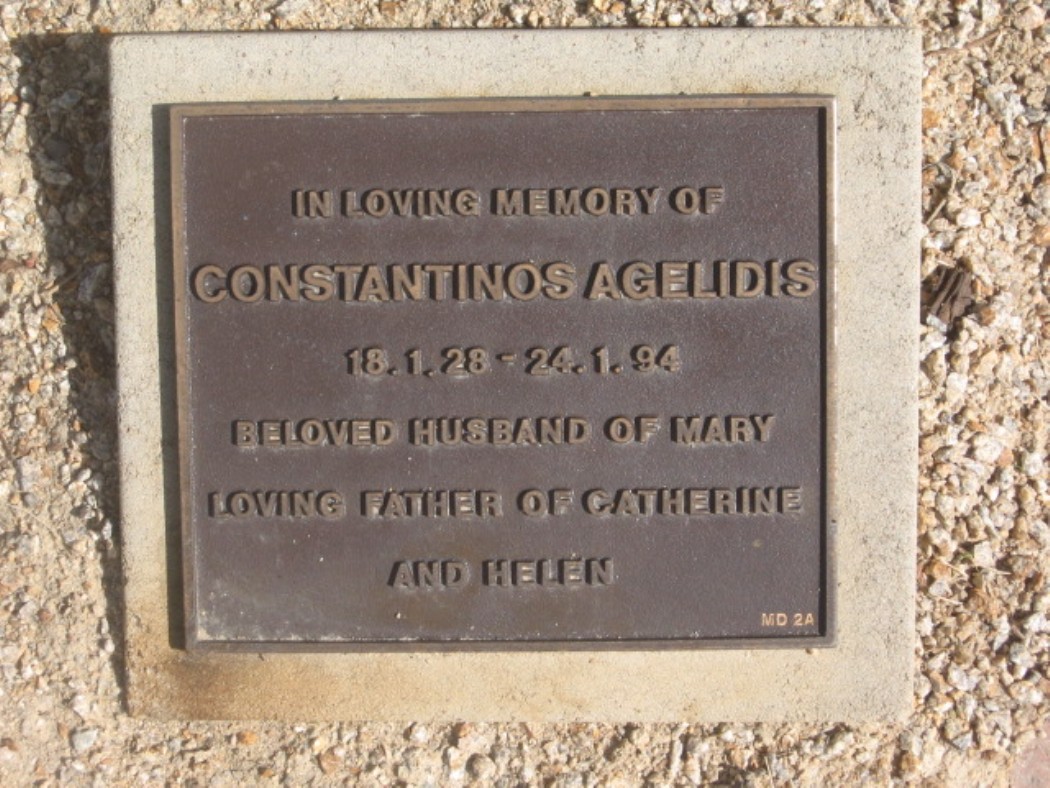 IN LOVING MEMORY OF
CONSTANTINOS AGELIDIS
18.1.28 - 24.1.94
BELOVED HUSBAND OF MARY
LOVING FATHER OF CATHERINE
AND HELEN
MD 2A